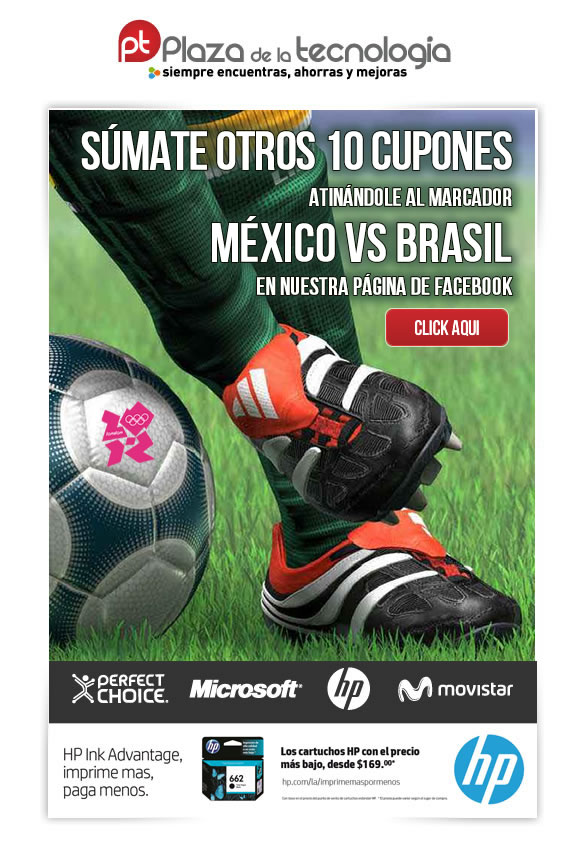 pt Plaza de la tecnología
siempre encuentras, ahorras y mejoras
SÚMATE OTROS 10 CUPONES
ATINÁNDOLE AL MARCADOR
MÉXICO VS BRASIL
EN NUESTRA PÁGINA DE FACEBOOK
CLICK AQUI
PERFECT CHOICE.
Microsoft®
hp
movistar
HP Ink Advantage,
imprime mas,
paga menos.
hp
662
Los cartuchos HP con el precio
más bajo, desde $169.00*
hp.com/la/imprimemaspormenos
hp